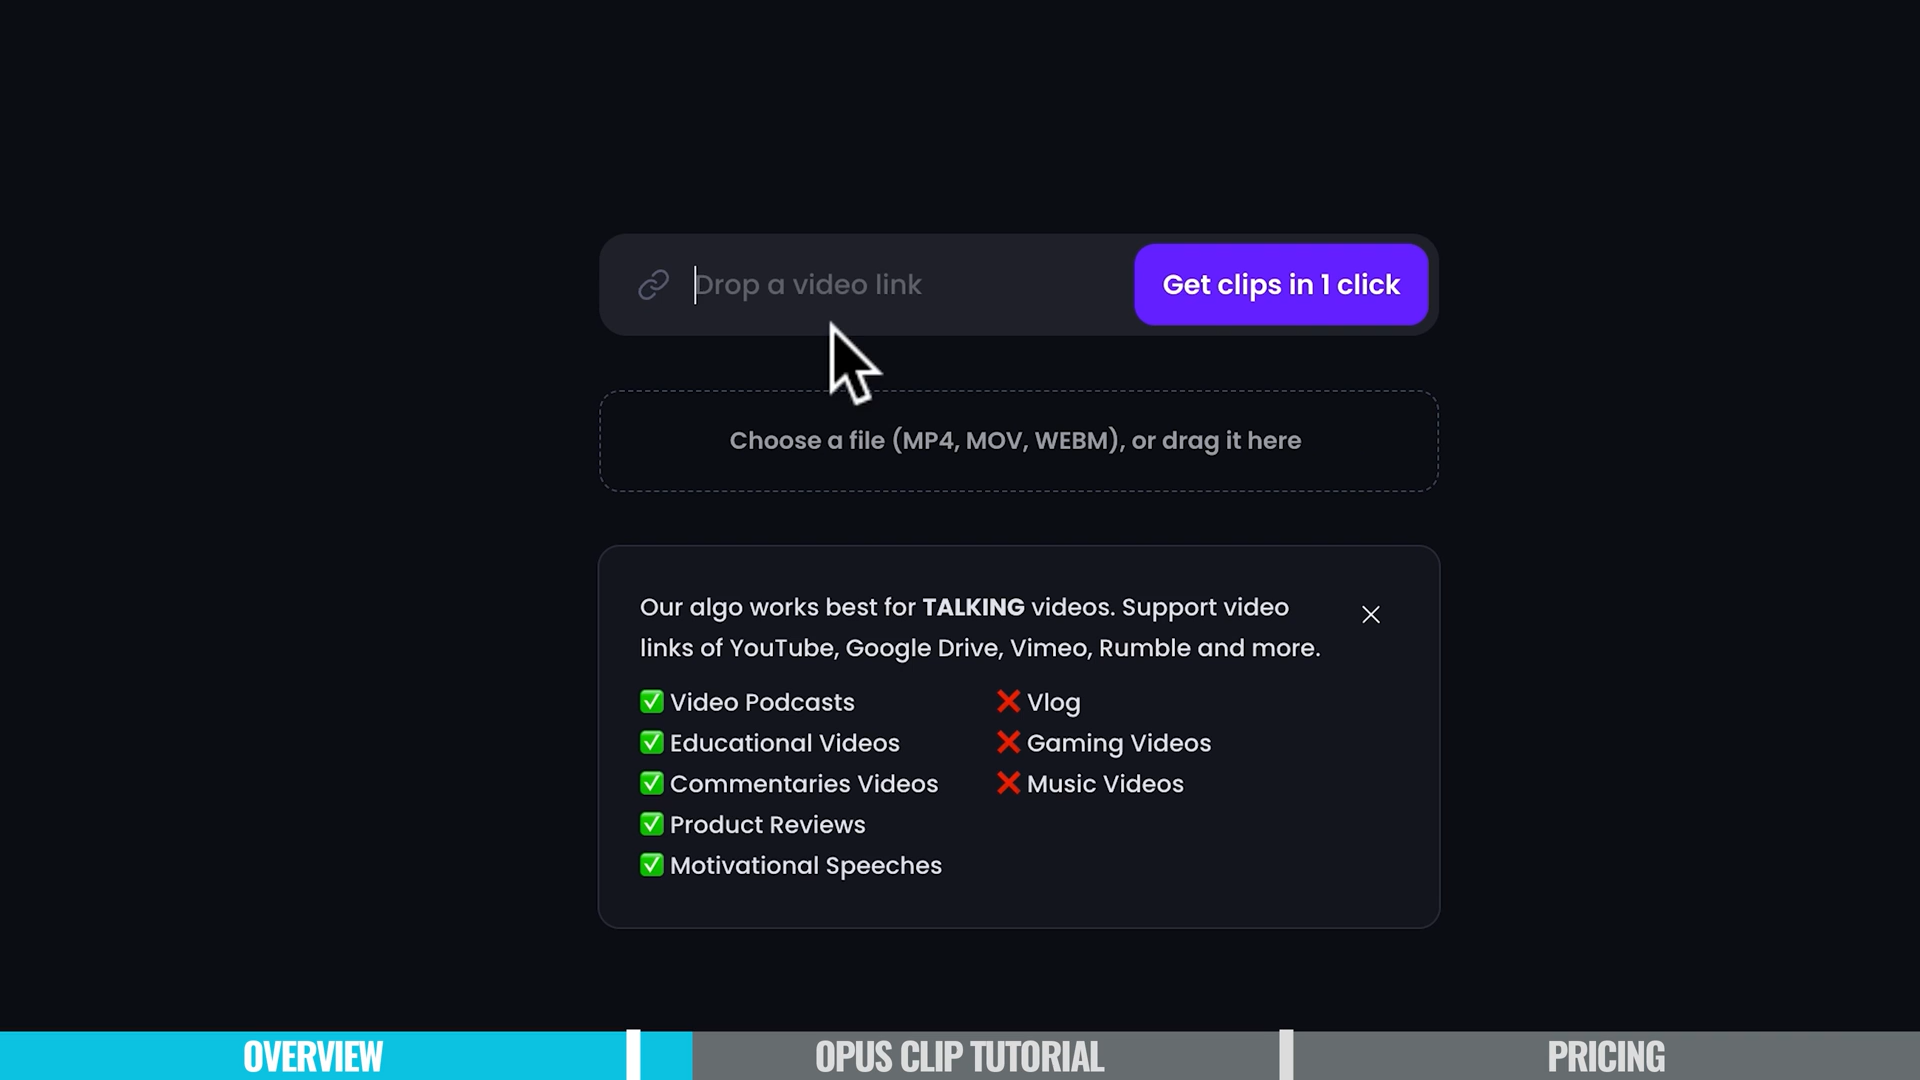 Drop a video link
Get clips in 1 click
Choose a file (MP4, MOV, WEBM), or drag it here
Our algo works best for TALKING videos. Support video
links of YouTube, Google Drive, Vimeo, Rumble and more.
✅ Video Podcasts
✅ Educational Videos
✅ Commentaries Videos
✅ Product Reviews
✅ Motivational Speeches
❌ Vlog
❌ Gaming Videos
❌ Music Videos
OVERVIEW
OPUS CLIP TUTORIAL
PRICING